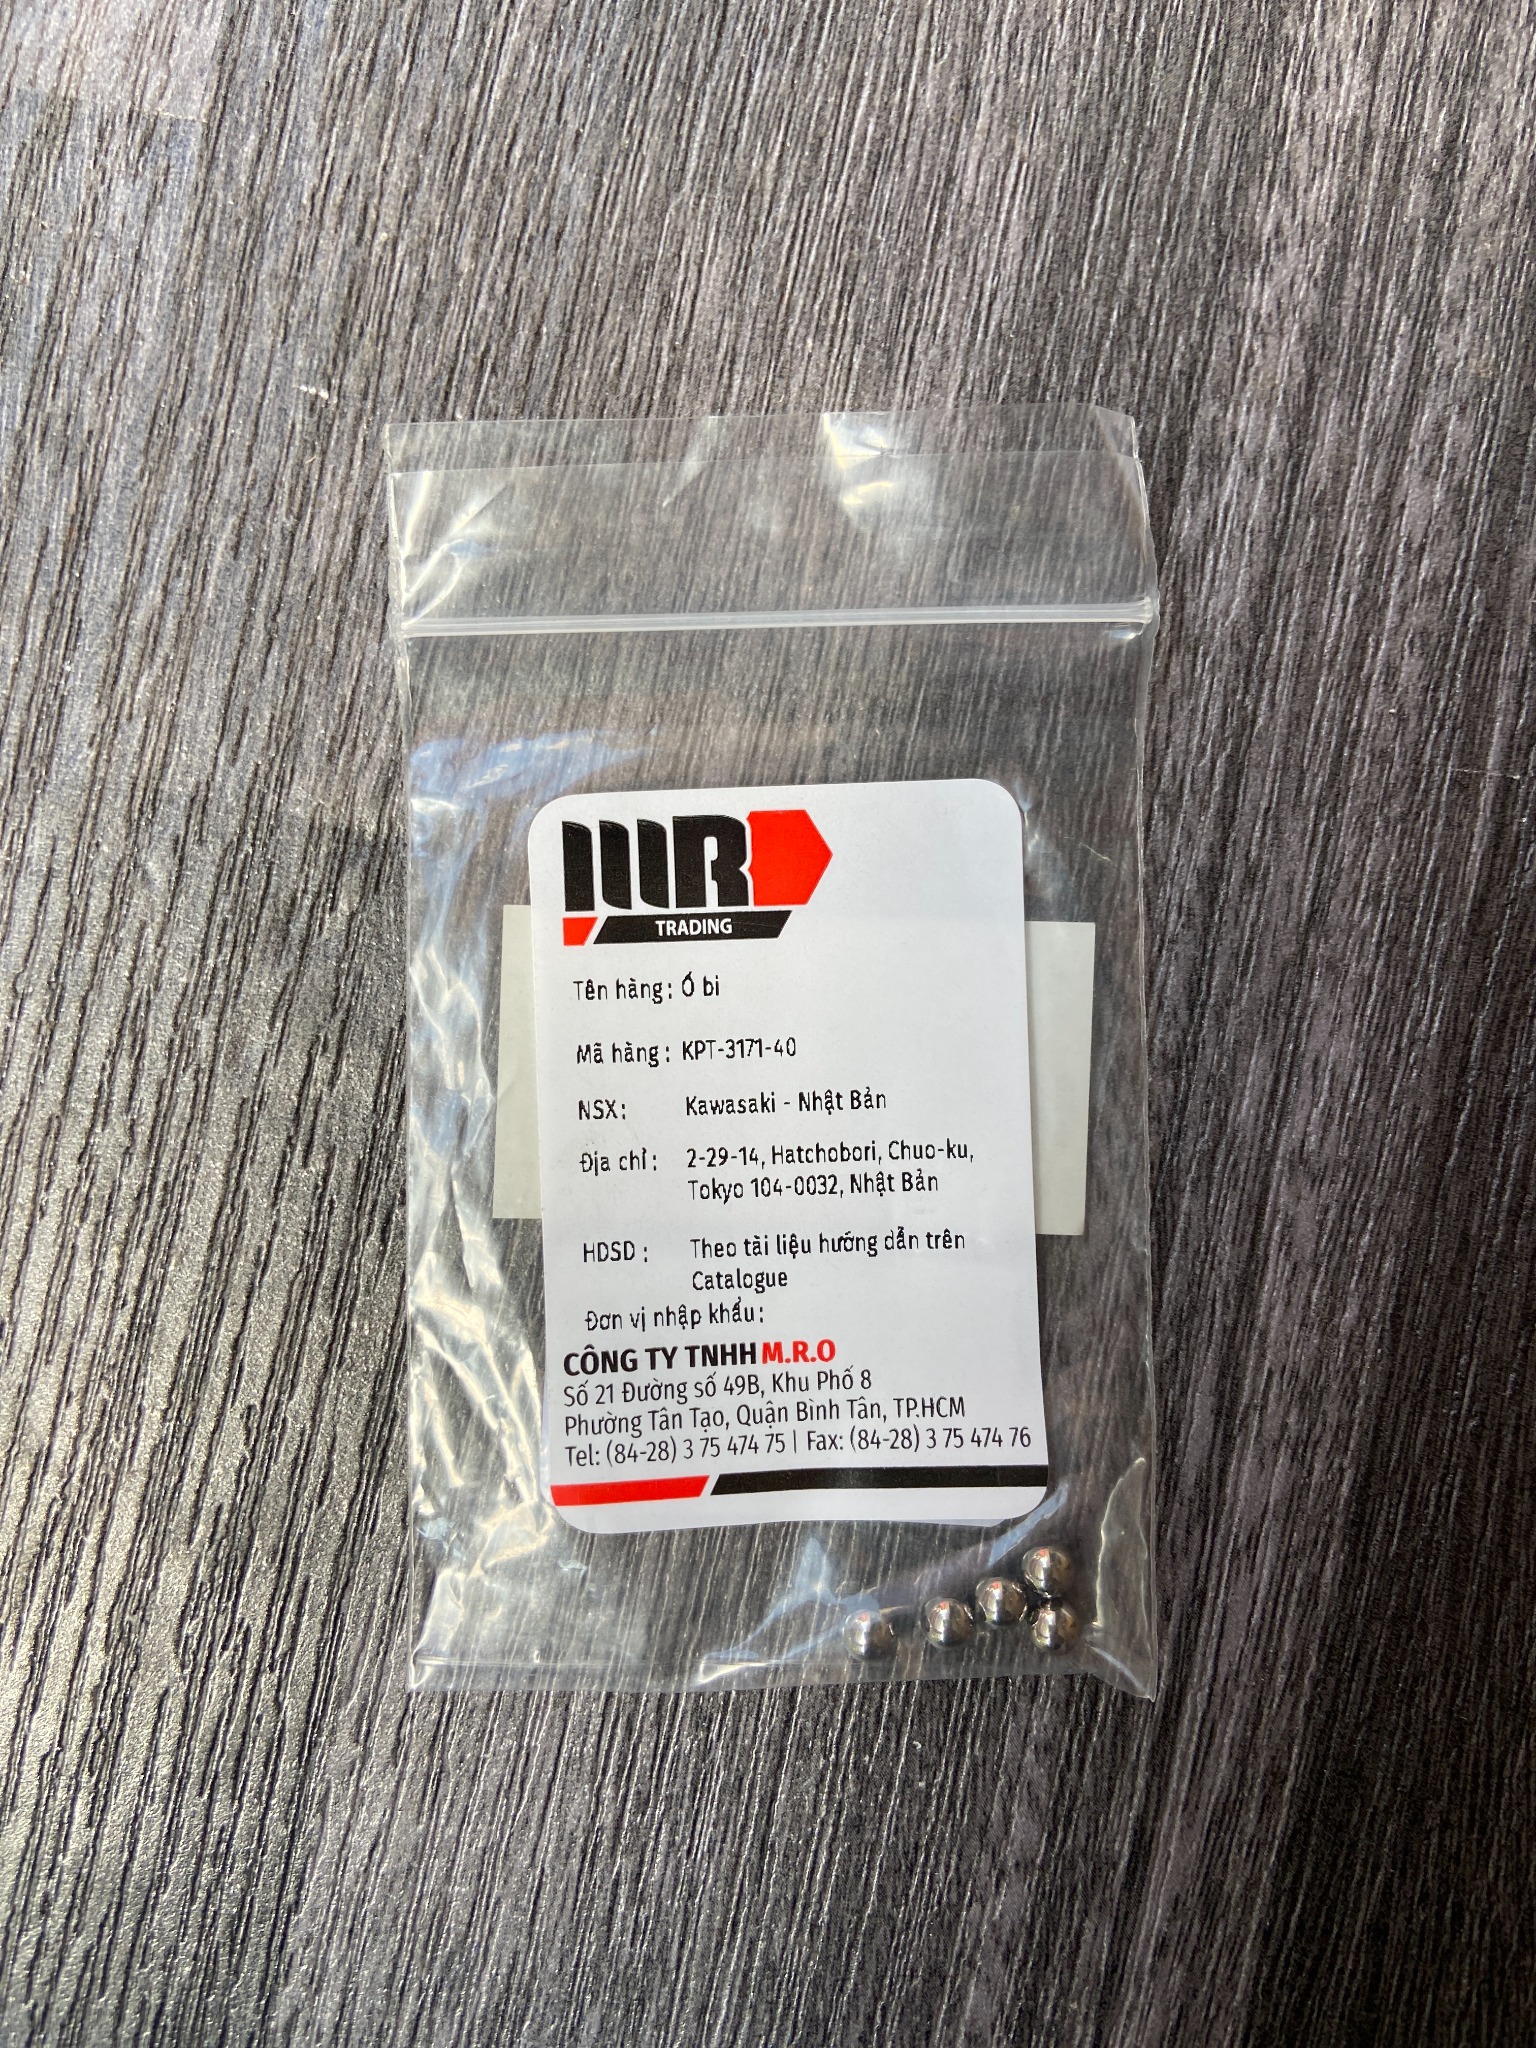 MRO
TRADING
Tên hàng: Ổ bi
Mã hàng: KPT-3171-40
NSX: Kawasaki - Nhật Bản
Địa chỉ: 2-29-14, Hatchobori, Chuo-ku,
Tokyo 104-0032, Nhật Bản
HDSD: Theo tài liệu hướng dẫn trên
Catalogue
Đơn vị nhập khẩu:
CÔNG TY TNHH M.R.O
Số 21 Đường số 49B, Khu Phố 8
Phường Tân Tạo, Quận Bình Tân, TP.HCM
Tel: (84-28) 3 75 474 75 | Fax: (84-28) 3 75 474 76